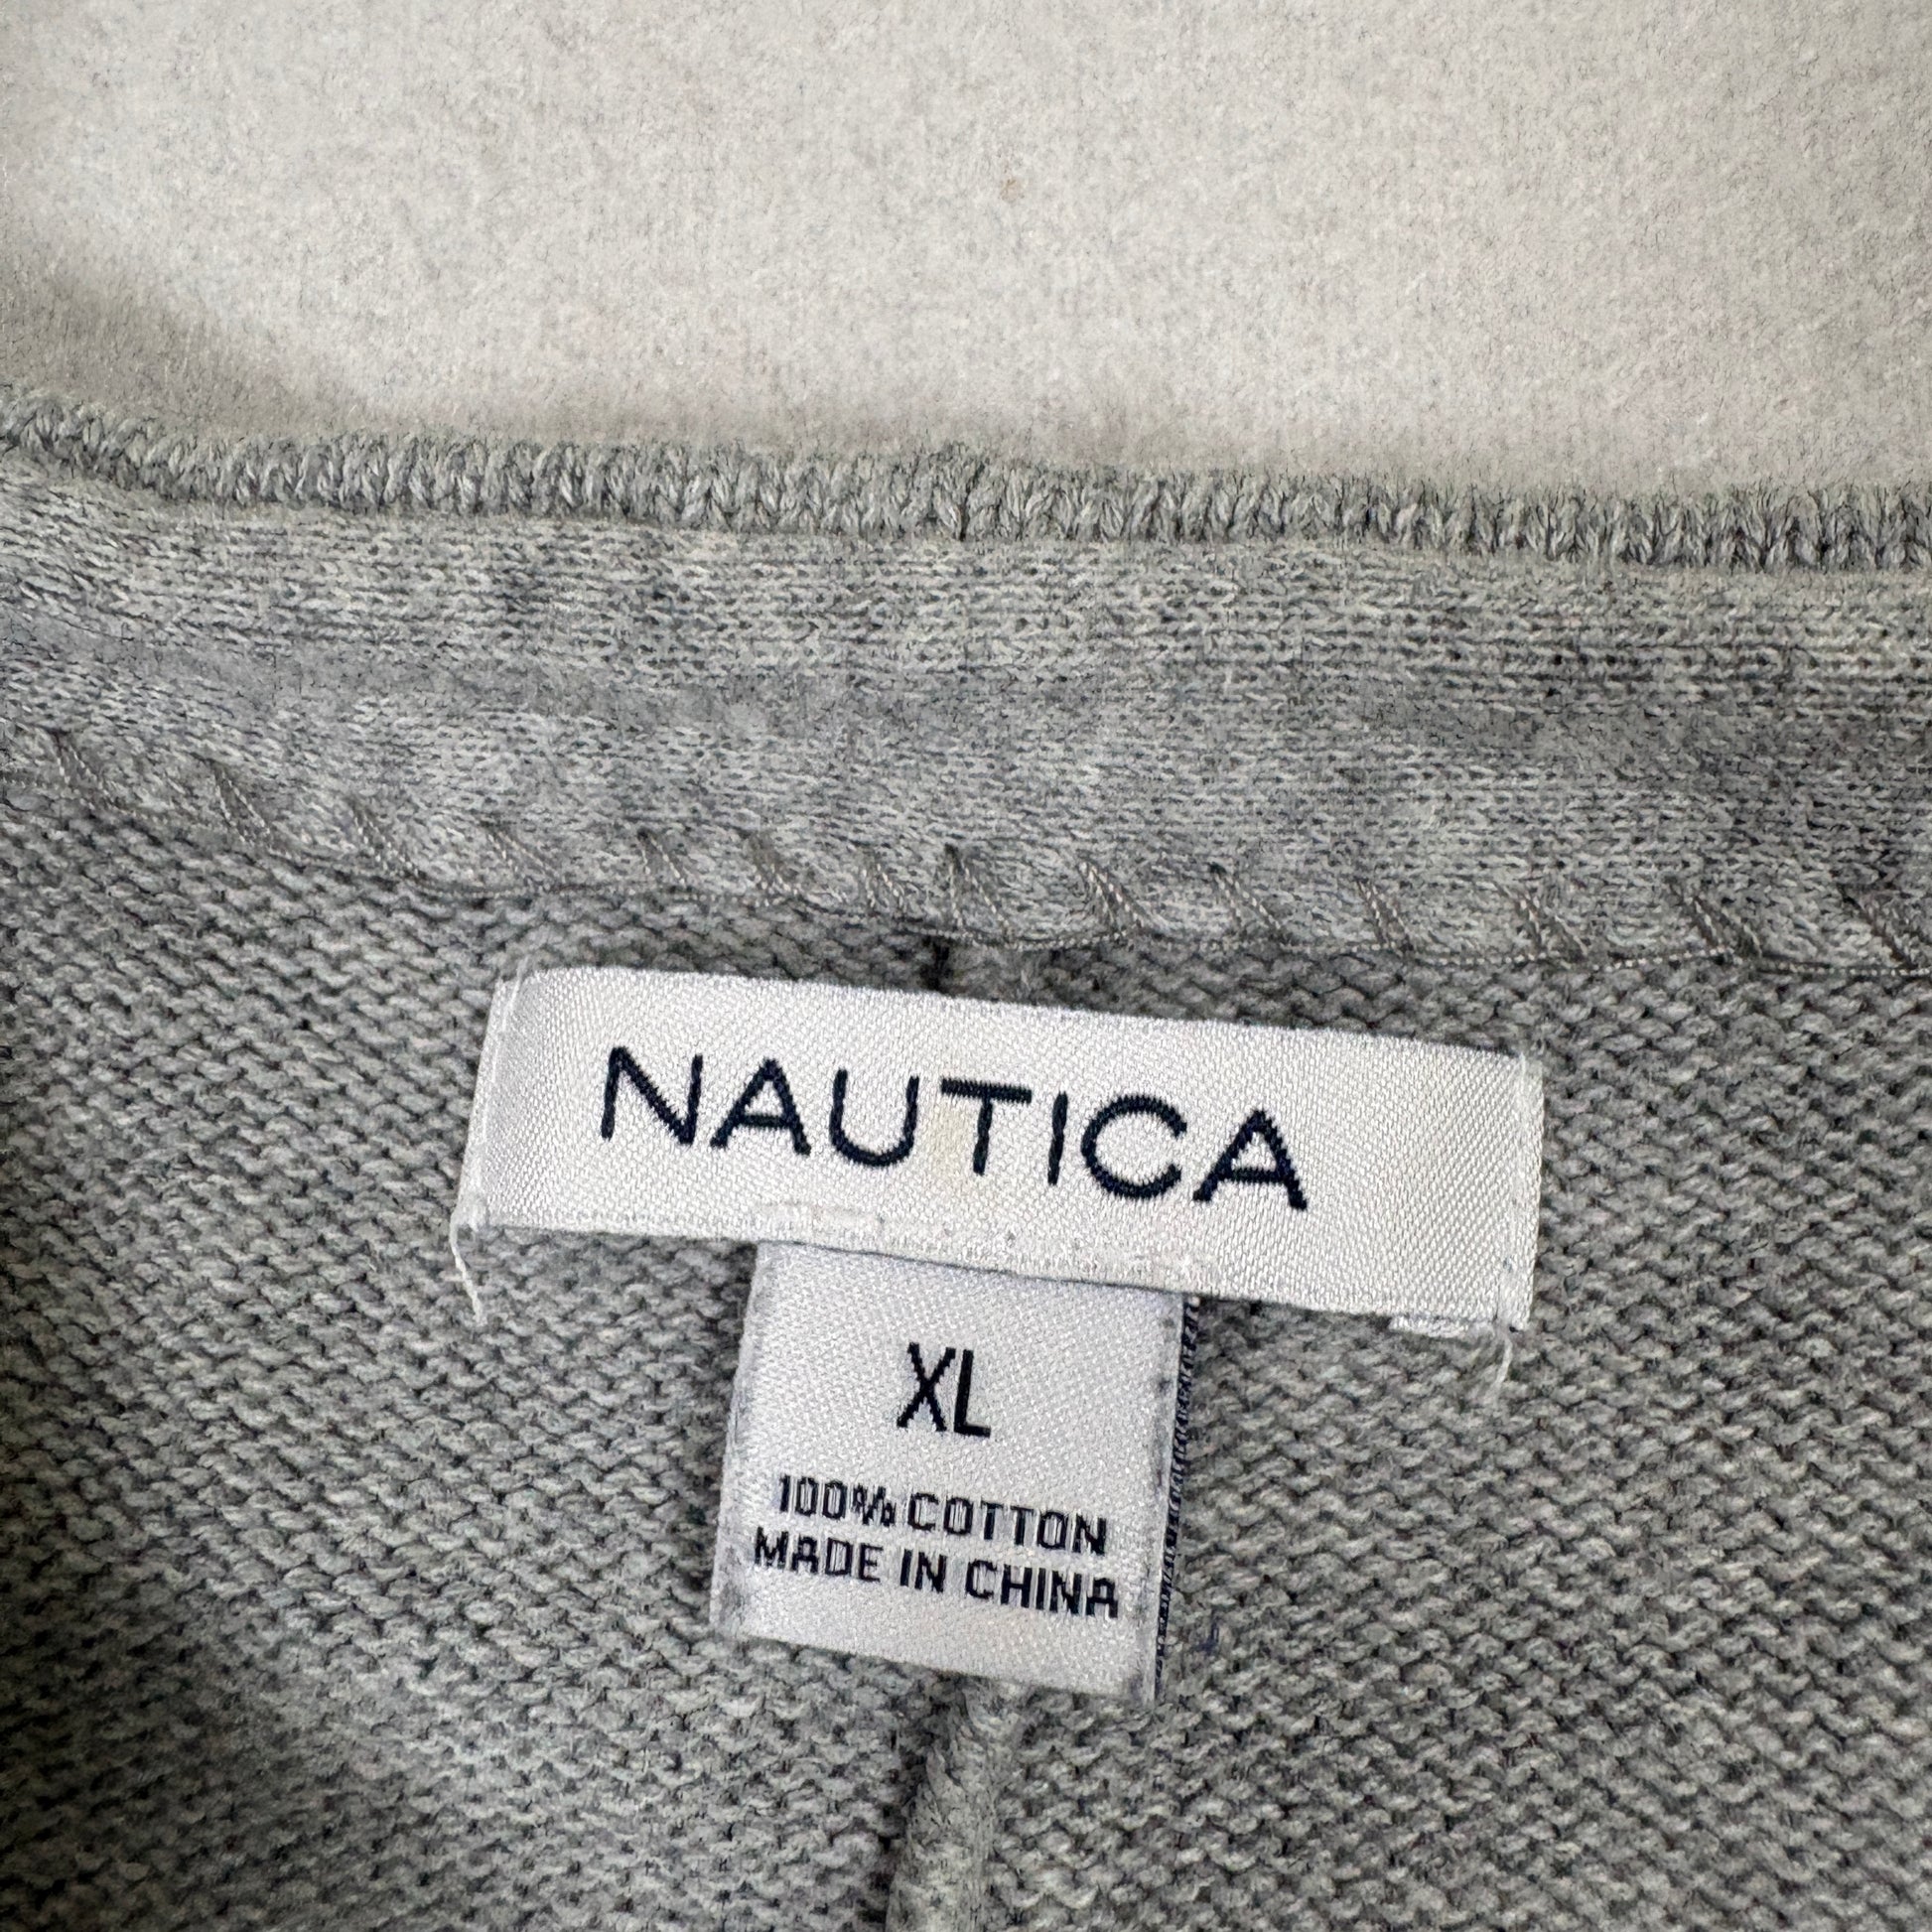 NAUTICA
XL
100% COTTON
MADE IN CHINA